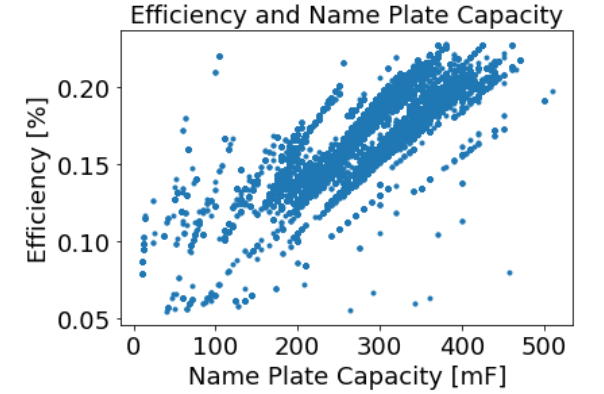 Efficiency and Name Plate Capacity
Efficiency [%]
0.20
0.15
0.10
0.05
0 100 200 300 400 500
Name Plate Capacity [mF]